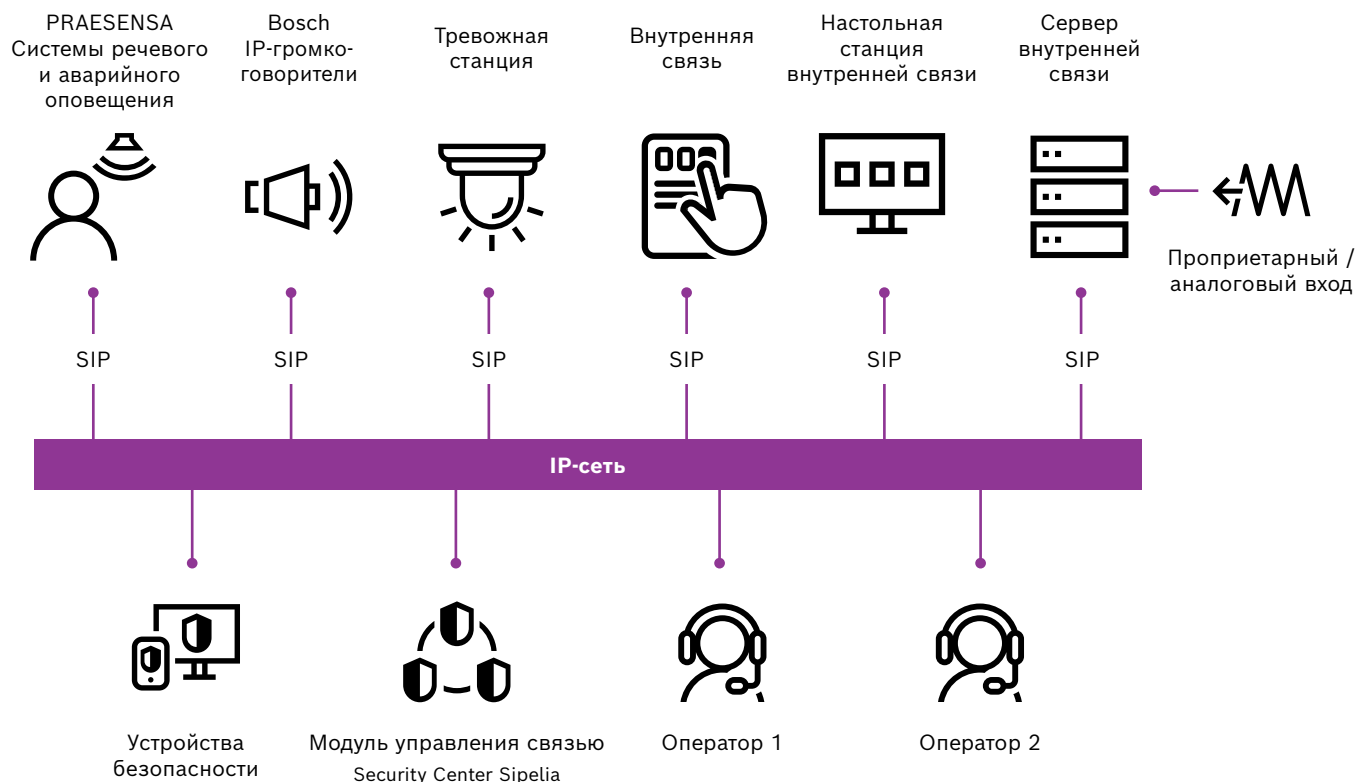 PRAESENSA
Системы речевого
и аварийного
оповещения
Bosch
IP-громко-
говорители
Тревожная
станция
Внутренняя
связь
Настольная
станция
внутренней связи
Сервер
внутренней
связи
Проприетарный /
аналоговый вход
SIP
SIP
SIP
SIP
SIP
SIP
IP-сеть
Устройства
безопасности
Модуль управления связью
Security Center Sipelia
Оператор 1
Оператор 2